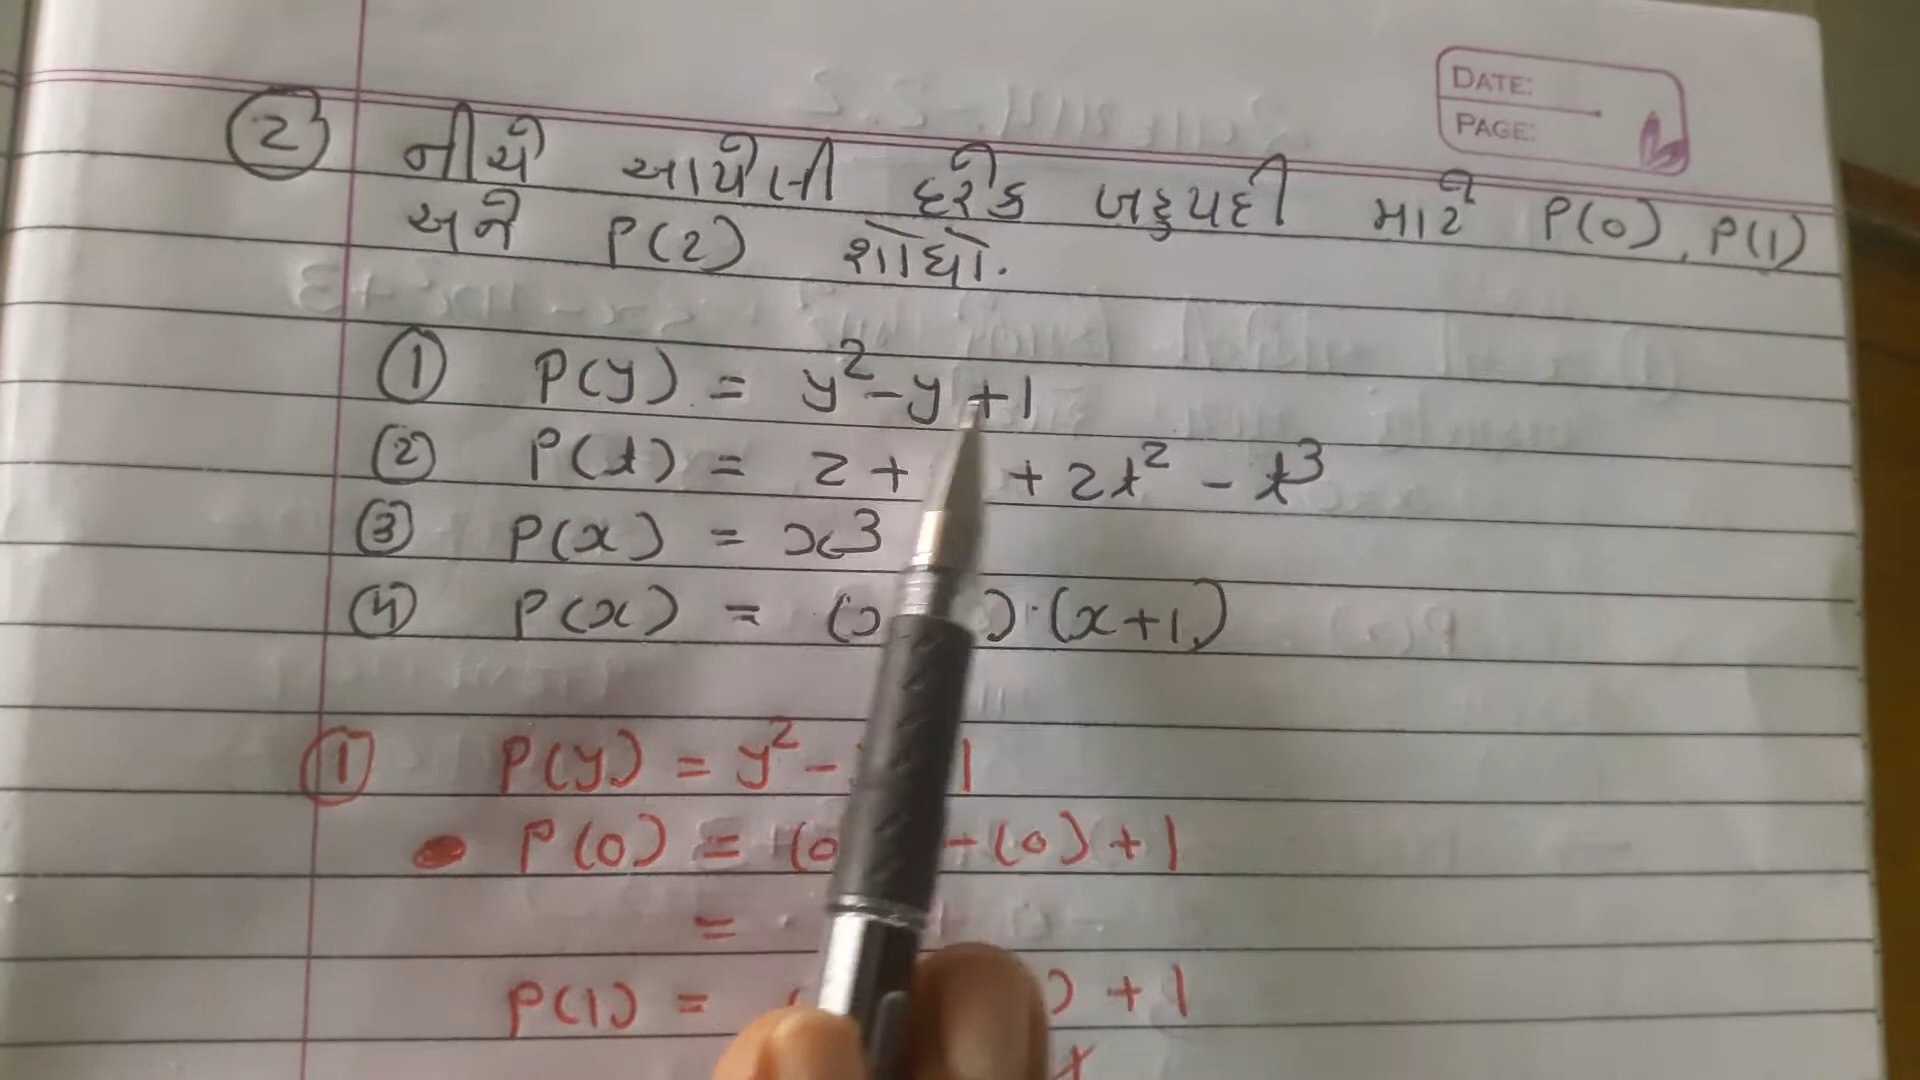 DATE:
PAGE:
② નીચે આપેલી દરેક બહુપદી માટે P(0), P(1)
અને P(2) શોધો.
① P(y) = y² - y + 1
② P(t) = 2 + + 2t² - t³
③ P(x) = x³
④ P(x) = ( ) · (x+1)
① P(y) = y² - 1
P(0) = (0 - (0) + 1
=
P(1) = ( ) + 1